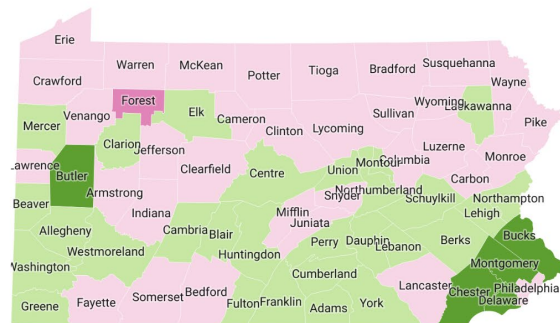 Erie
Warren
McKean
Potter
Tioga
Bradford
Susquehanna
Crawford
Wayne
Forest
Elk
Cameron
Wyoming
Lackawanna
Sullivan
Pike
Mercer
Venango
Clarion
Jefferson
Clinton
Lycoming
Luzerne
Monroe
Lawrence
Butler
Clearfield
Centre
Union
Montour
Columbia
Carbon
Armstrong
Northumberland
Snyder
Schuylkill
Northampton
Beaver
Indiana
Mifflin
Juniata
Lehigh
Allegheny
Cambria
Blair
Perry
Dauphin
Lebanon
Berks
Bucks
Westmoreland
Huntingdon
Montgomery
Washington
Cumberland
Lancaster
Chester
Philadelphia
Delaware
Greene
Fayette
Somerset
Bedford
Fulton
Franklin
Adams
York